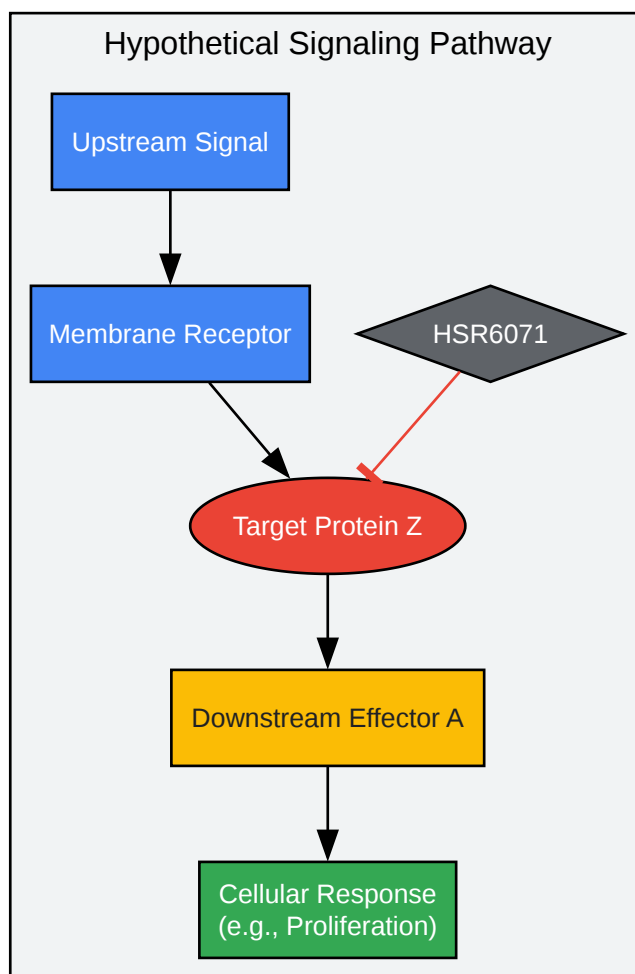 Hypothetical Signaling Pathway
Upstream Signal
Membrane Receptor
HSR6071
Target Protein Z
Downstream Effector A
Cellular Response
(e.g., Proliferation)